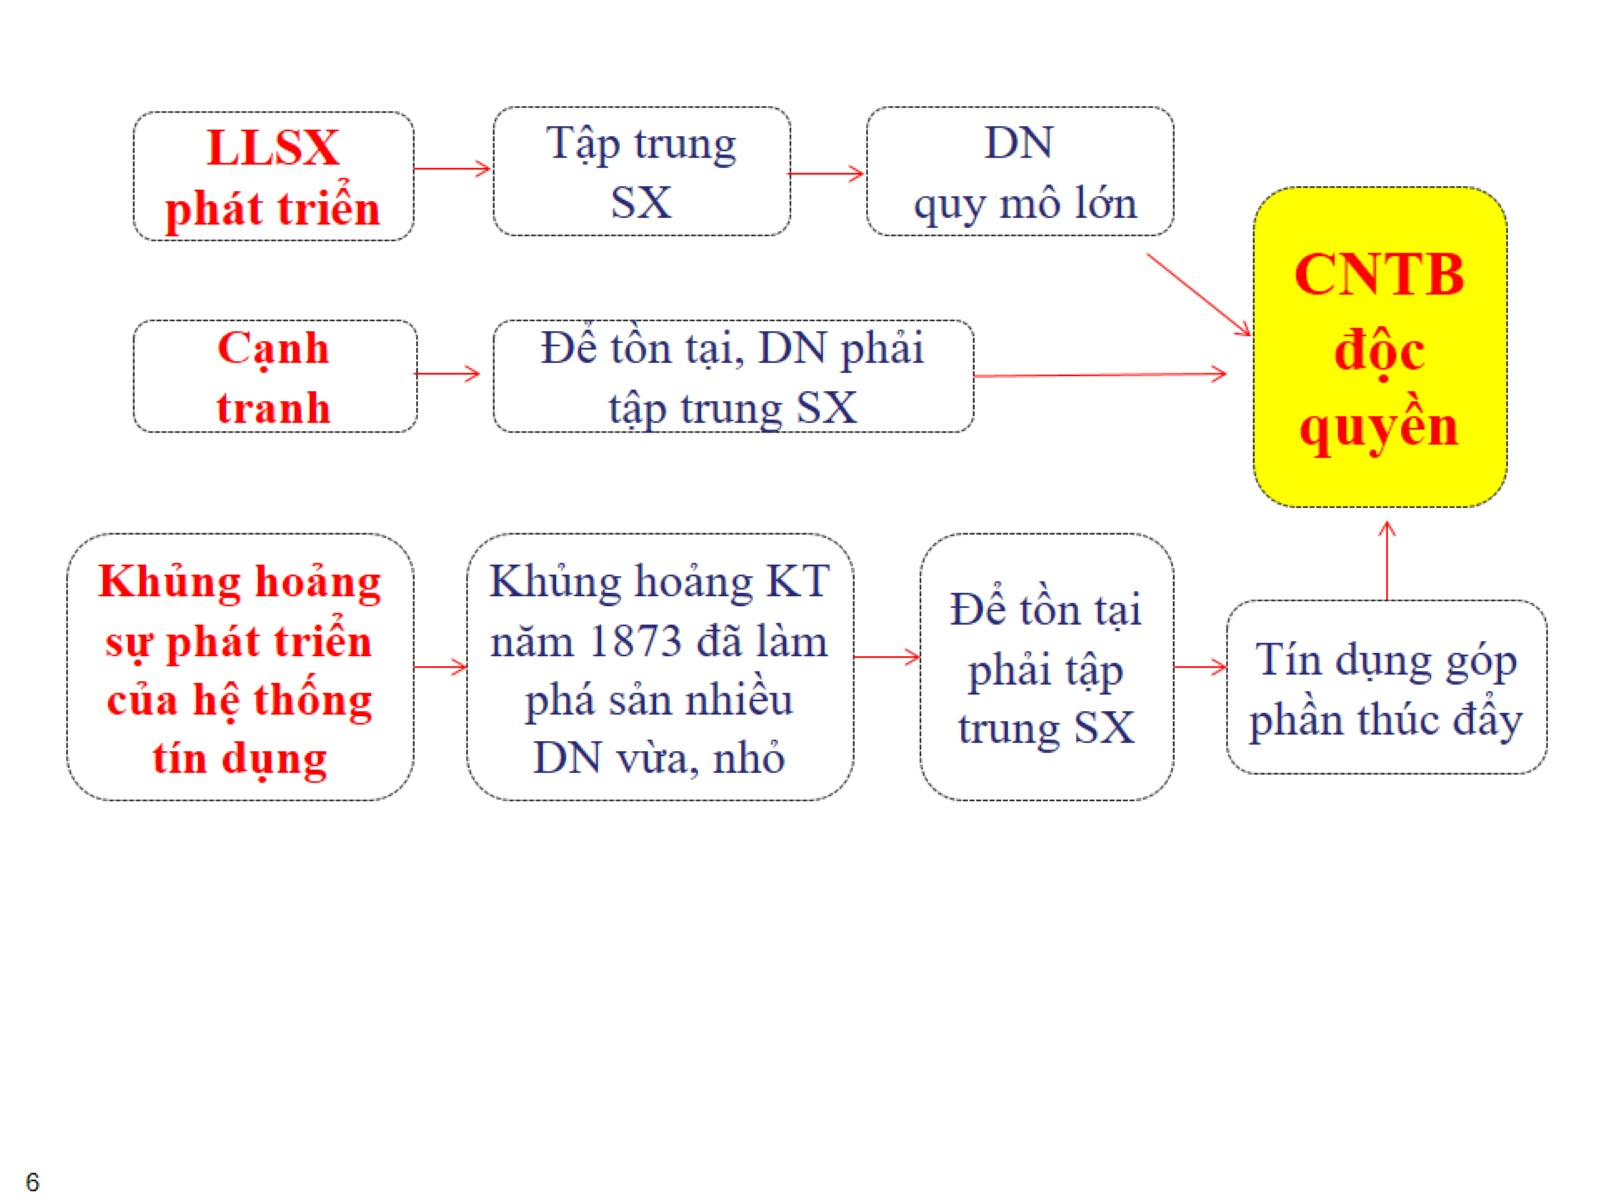 LLSX
phát triển
Tập trung
SX
DN
quy mô lớn
CNTB
độc
quyền
Cạnh
tranh
Để tồn tại, DN phải
tập trung SX
Khủng hoảng
sự phát triển
của hệ thống
tín dụng
Khủng hoảng KT
năm 1873 đã làm
phá sản nhiều
DN vừa, nhỏ
Để tồn tại
phải tập
trung SX
Tín dụng góp
phần thúc đẩy
6